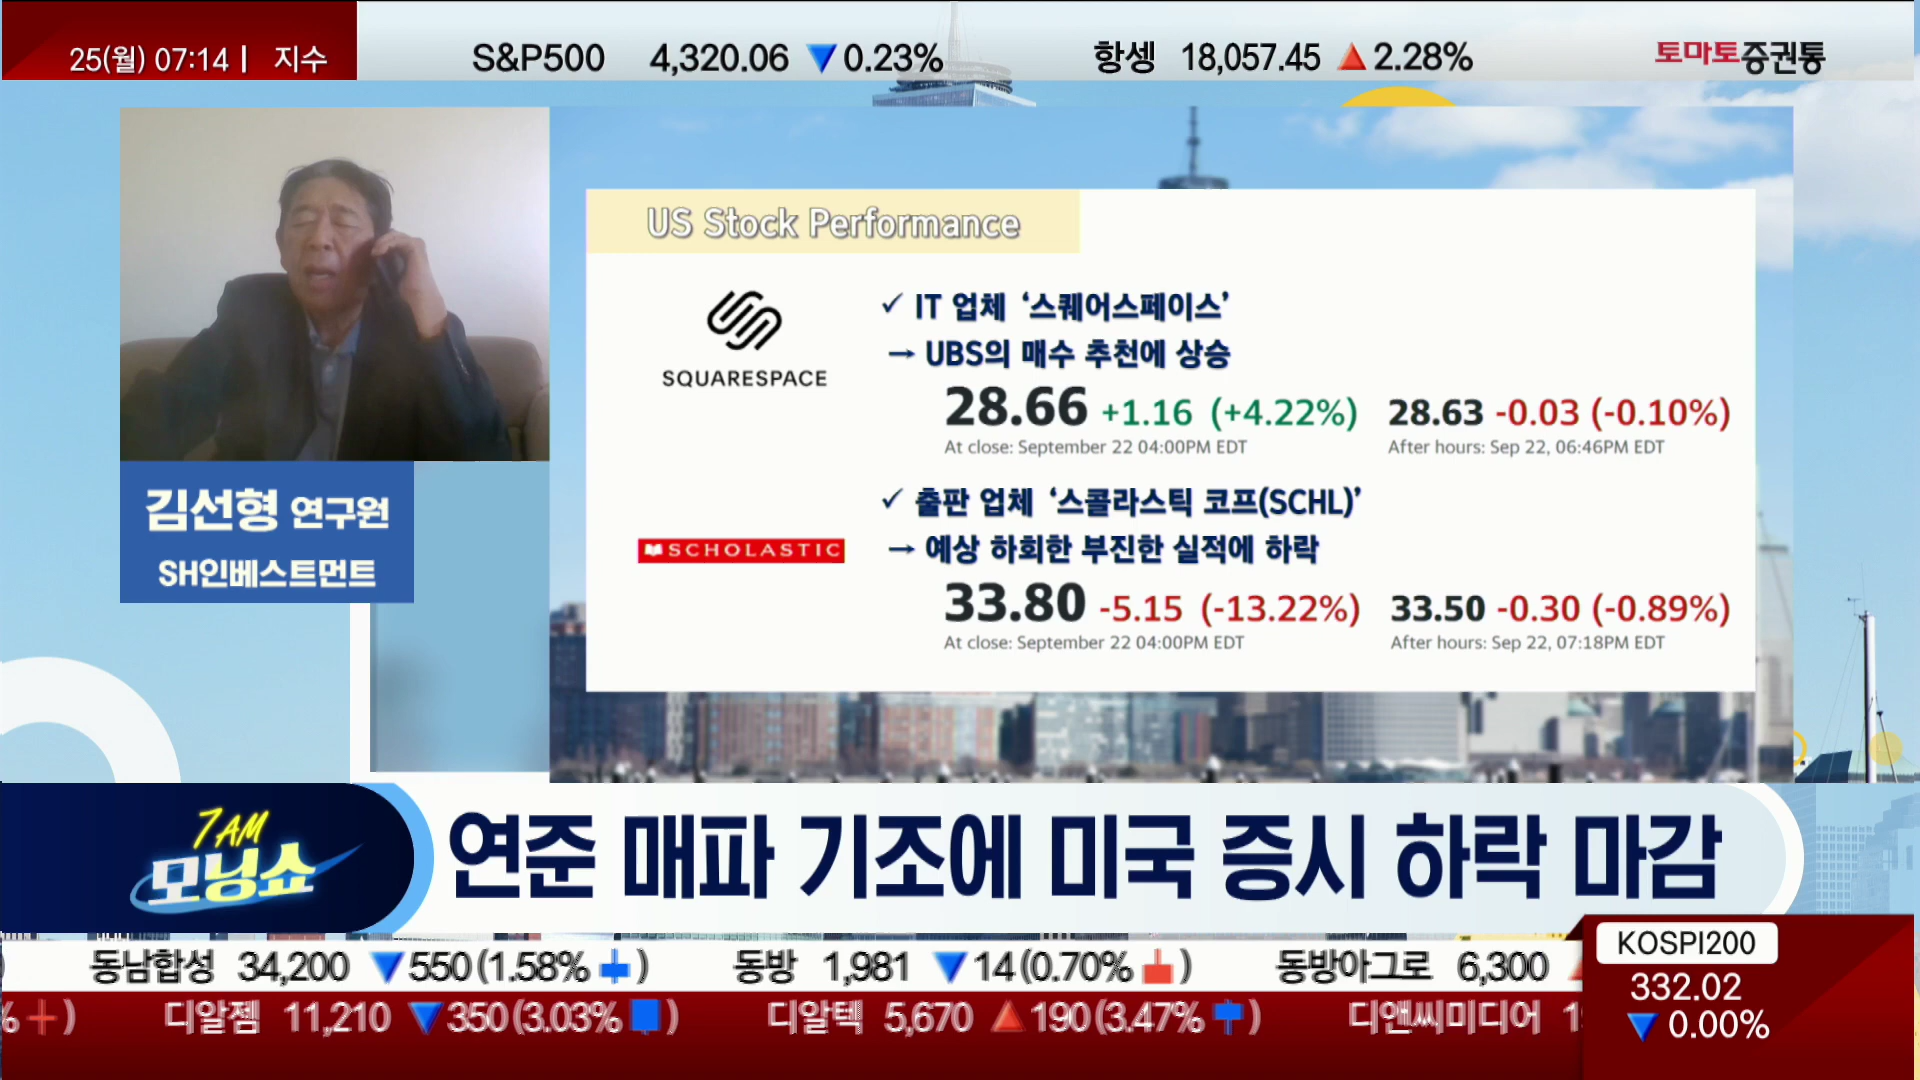 25(월) 07:14 | 지수
S&P500 4,320.06 ▼ 0.23%
항셍 18,057.45 ▲ 2.28%
토마토증권통
US Stock Performance
SQUARESPACE
✓ IT 업체 ‘스퀘어스페이스’
→ UBS의 매수 추천에 상승
28.66 +1.16 (+4.22%) 28.63 -0.03 (-0.10%)
At close: September 22 04:00PM EDT After hours: Sep 22, 06:46PM EDT
SCHOLASTIC
✓ 출판 업체 ‘스콜라스틱 코프(SCHL)’
→ 예상 하회한 부진한 실적에 하락
33.80 -5.15 (-13.22%) 33.50 -0.30 (-0.89%)
At close: September 22 04:00PM EDT After hours: Sep 22, 07:18PM EDT
김선형 연구원
SH인베스트먼트
7 AM
모닝쇼
연준 매파 기조에 미국 증시 하락 마감
) 동남합성 34,200 ▼550(1.58% ) 동방 1,981 ▼14(0.70% ) 동방아그로 6,300
% ) 디알젬 11,210 ▼350(3.03% ) 디알텍 5,670 ▲190(3.47% ) 디앤씨미디어
KOSPI200
332.02
▼ 0.00%